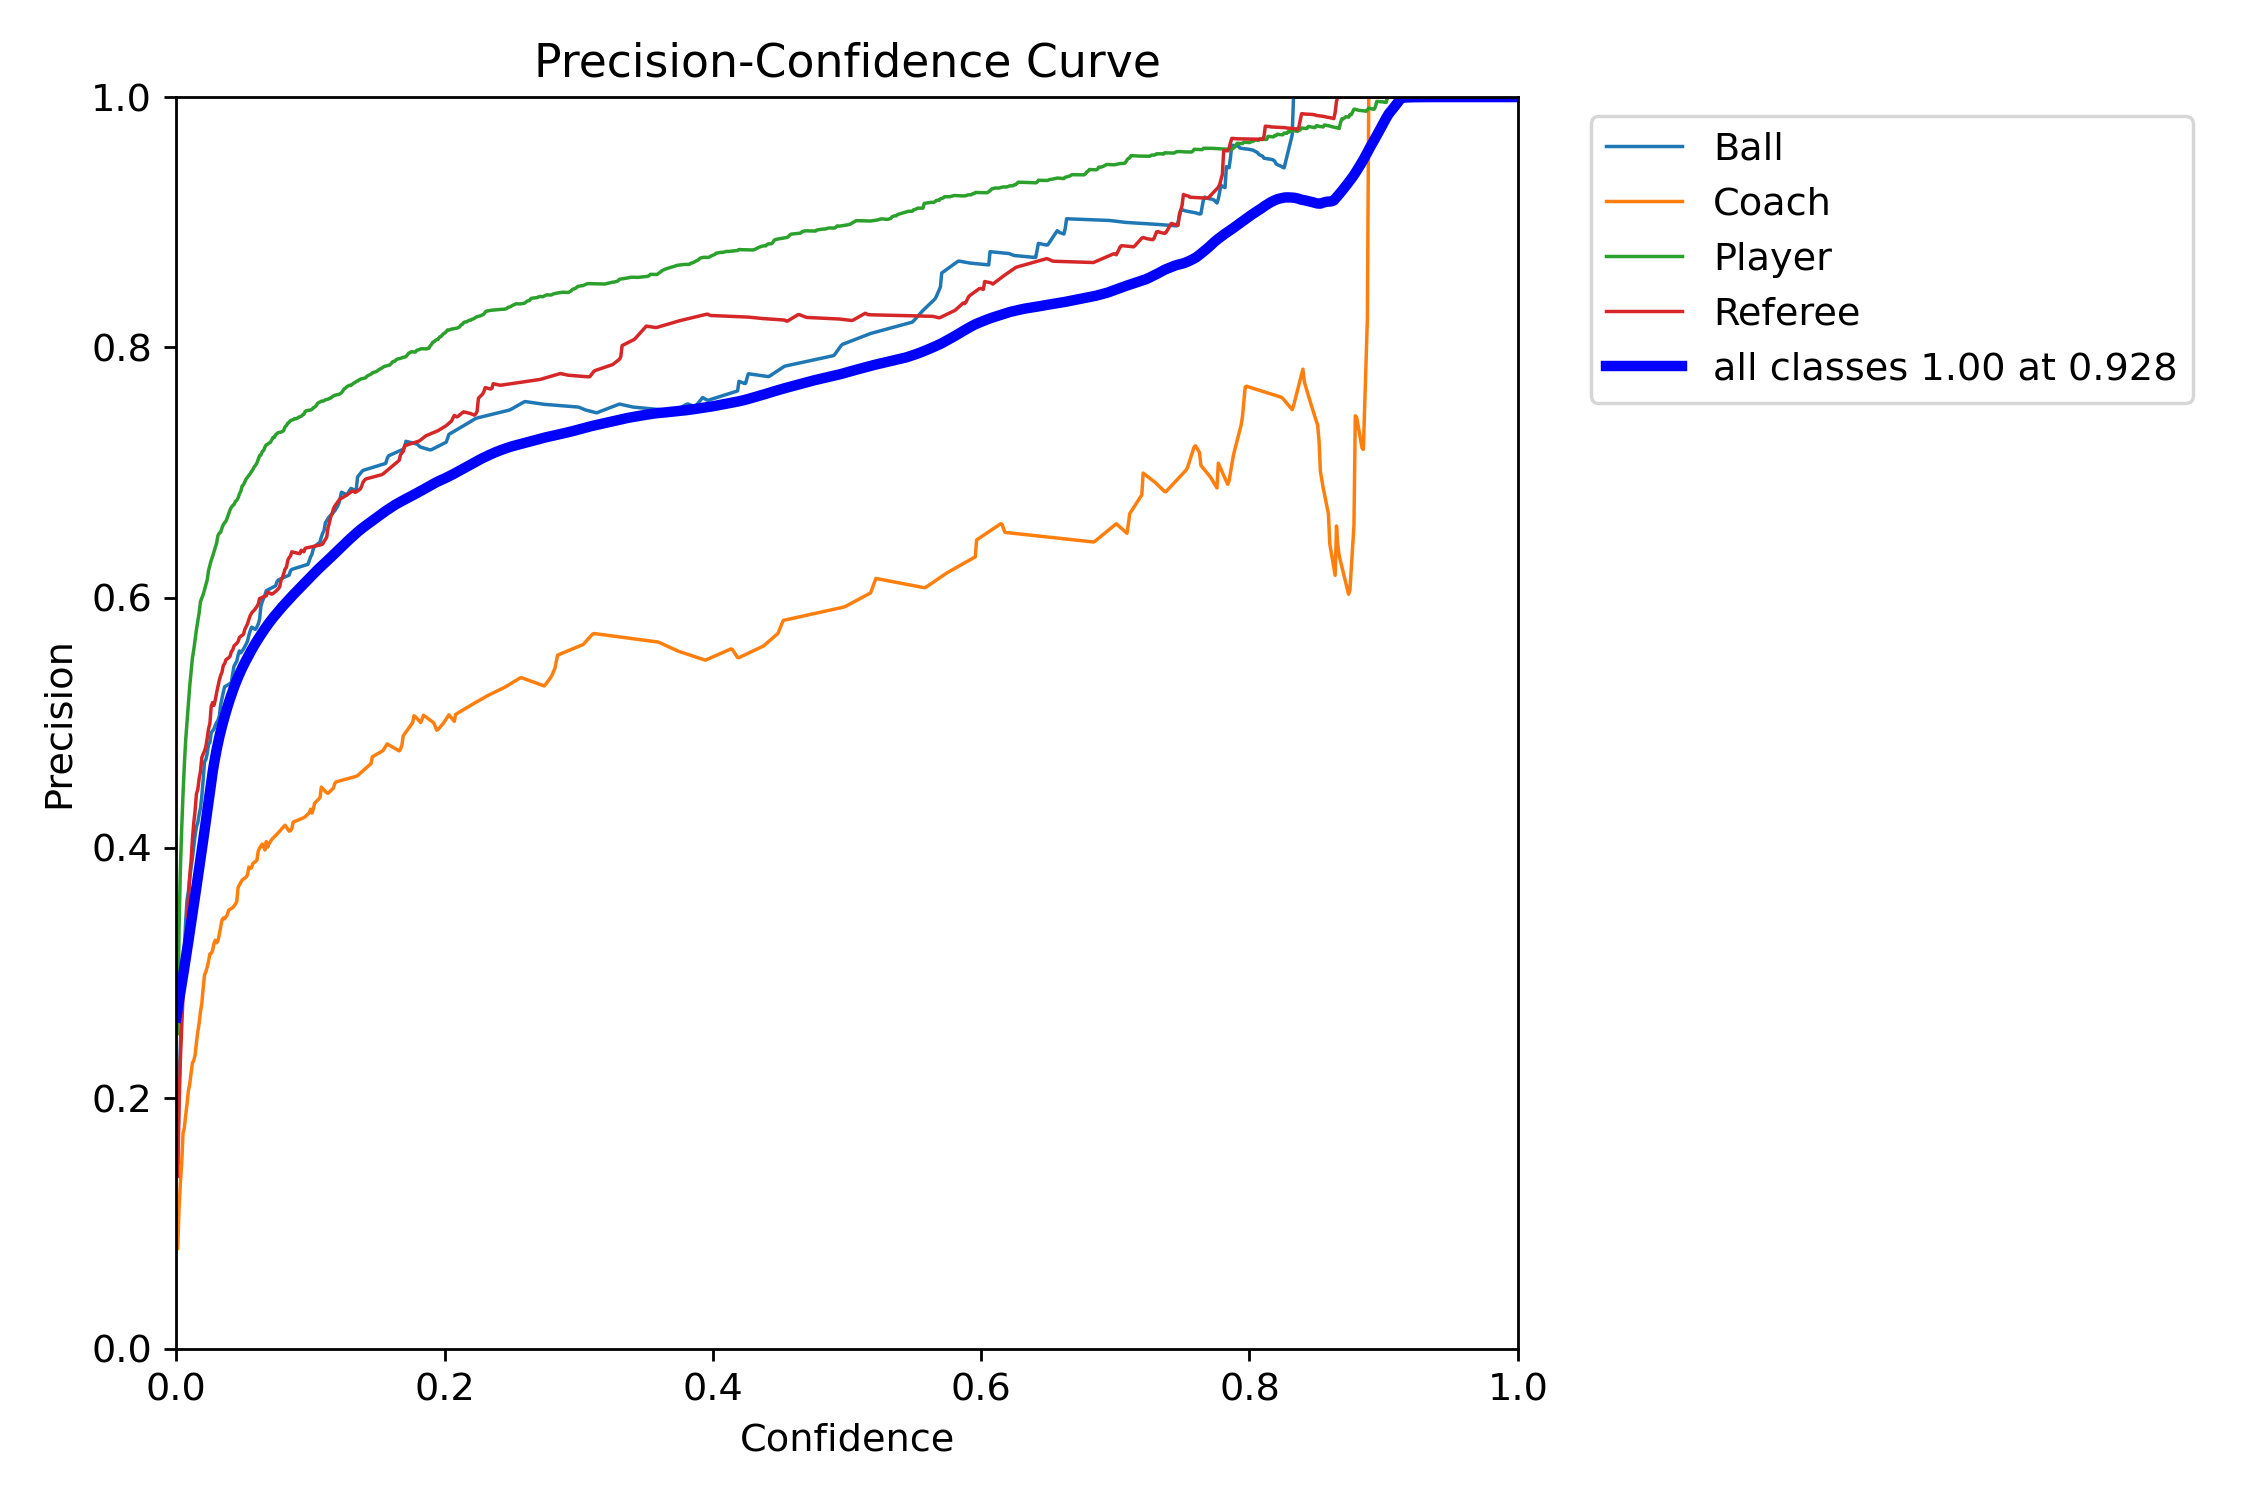 Precision-Confidence Curve
1.0
0.8
0.6
0.4
0.2
0.0
Precision
0.0 0.2 0.4 0.6 0.8 1.0
Confidence
Ball
Coach
Player
Referee
all classes 1.00 at 0.928